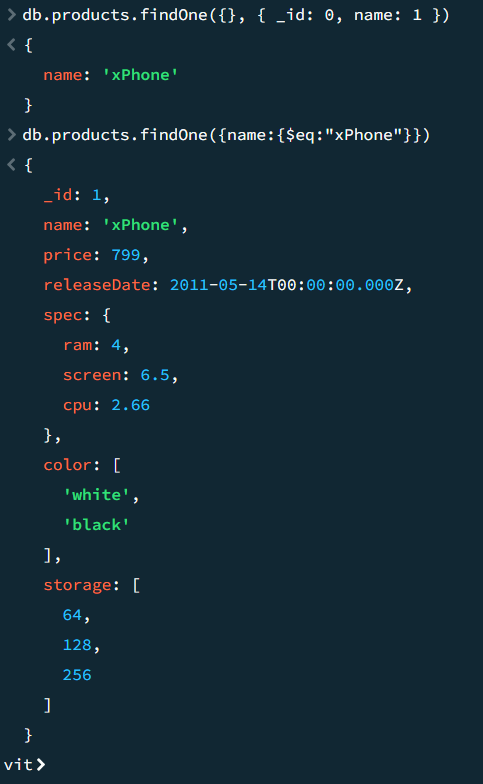 > db.products.findOne({}, { _id: 0, name: 1 })
< {
name: 'xPhone'
}
> db.products.findOne({name:{$eq:"xPhone"}})
< {
_id: 1,
name: 'xPhone',
price: 799,
releaseDate: 2011-05-14T00:00:00.000Z,
spec: {
ram: 4,
screen: 6.5,
cpu: 2.66
},
color: [
'white',
'black'
],
storage: [
64,
128,
256
]
}
vit>